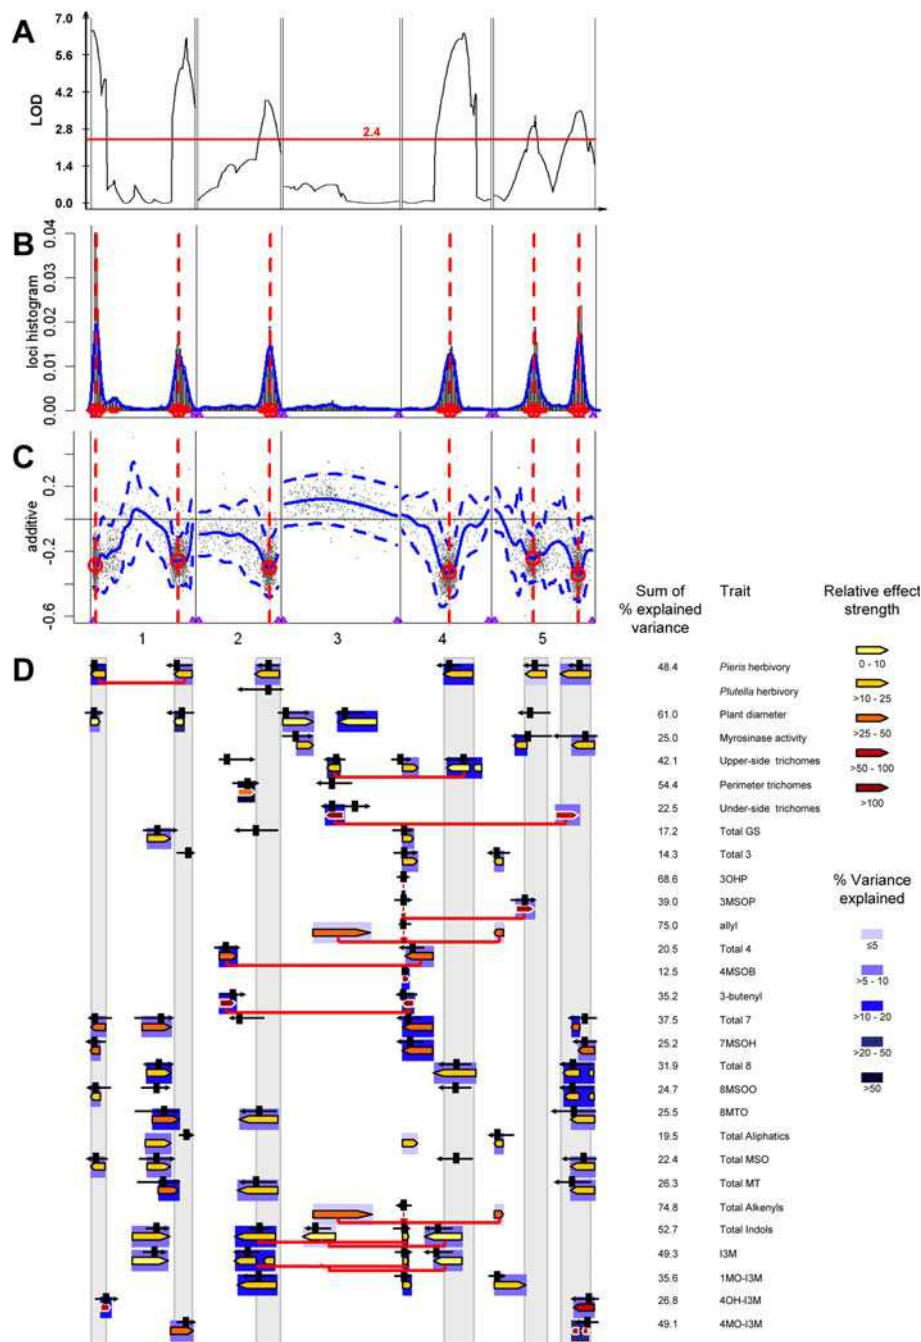 A
LOD
7.0
5.6
4.2
2.8
1.4
0.0
2.4
B
loci histogram
0.04
0.03
0.02
0.01
0.00
C
additive
0.2
-0.2
-0.6
1 2 3 4 5
D
Sum of % explained variance Trait
48.4 Pieris herbivory
Plutella herbivory
61.0 Plant diameter
25.0 Myrosinase activity
42.1 Upper-side trichomes
54.4 Perimeter trichomes
22.5 Under-side trichomes
17.2 Total GS
14.3 Total 3
68.6 3OHP
39.0 3MSOP
75.0 allyl
20.5 Total 4
12.5 4MSOB
35.2 3-butenyl
37.5 Total 7
25.2 7MSOH
31.9 Total 8
24.7 8MSOO
25.5 8MTO
19.5 Total Aliphatics
22.4 Total MSO
26.3 Total MT
74.8 Total Alkenyls
52.7 Total Indols
49.3 I3M
35.6 1MO-I3M
26.8 4OH-I3M
49.1 4MO-I3M
Relative effect
strength
0 - 10
>10 - 25
>25 - 50
>50 - 100
>100
% Variance
explained
≤5
>5 - 10
>10 - 20
>20 - 50
>50